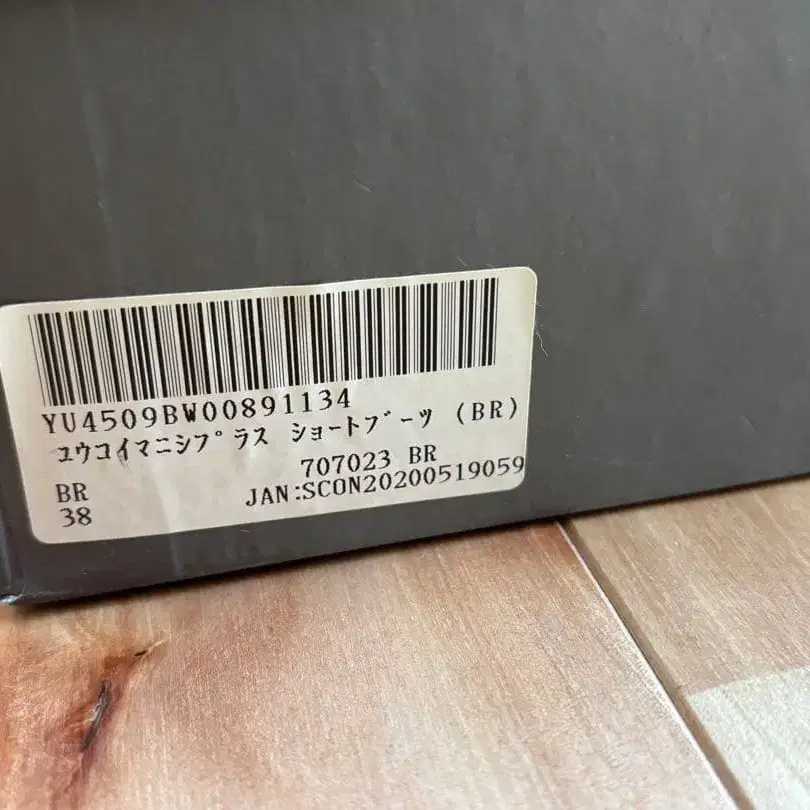 YU4509BW00891134
ﾕｳｺｲﾏﾆｼﾌﾟﾗｽ ｼｮｰﾄﾌﾞｰﾂ (BR)
707023 BR
BR
JAN:SCON20200519059
38